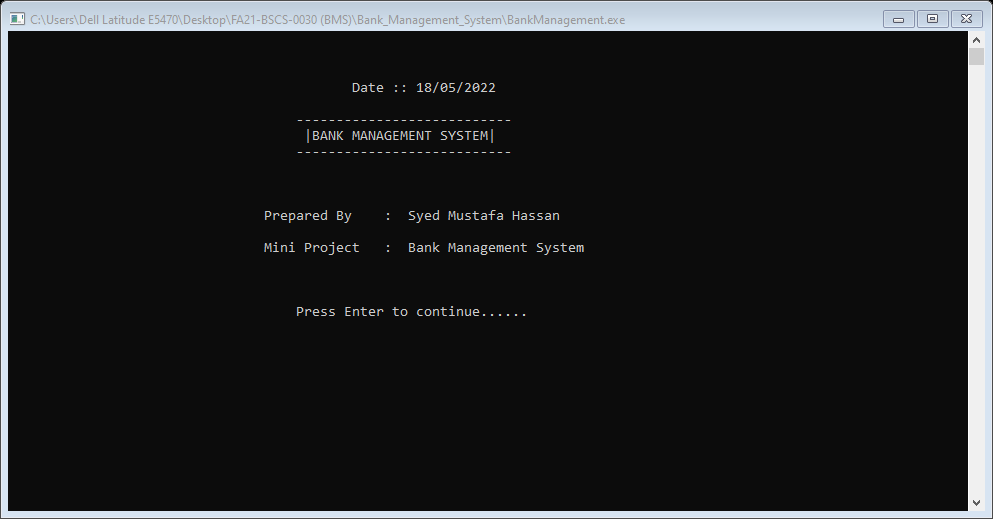 C:\Users\Dell Latitude E5470\Desktop\FA21-BSCS-0030 (BMS)\Bank_Management_System\BankManagement.exe
Date :: 18/05/2022
---------------------------
|BANK MANAGEMENT SYSTEM|
---------------------------
Prepared By    :  Syed Mustafa Hassan
Mini Project   :  Bank Management System
Press Enter to continue......